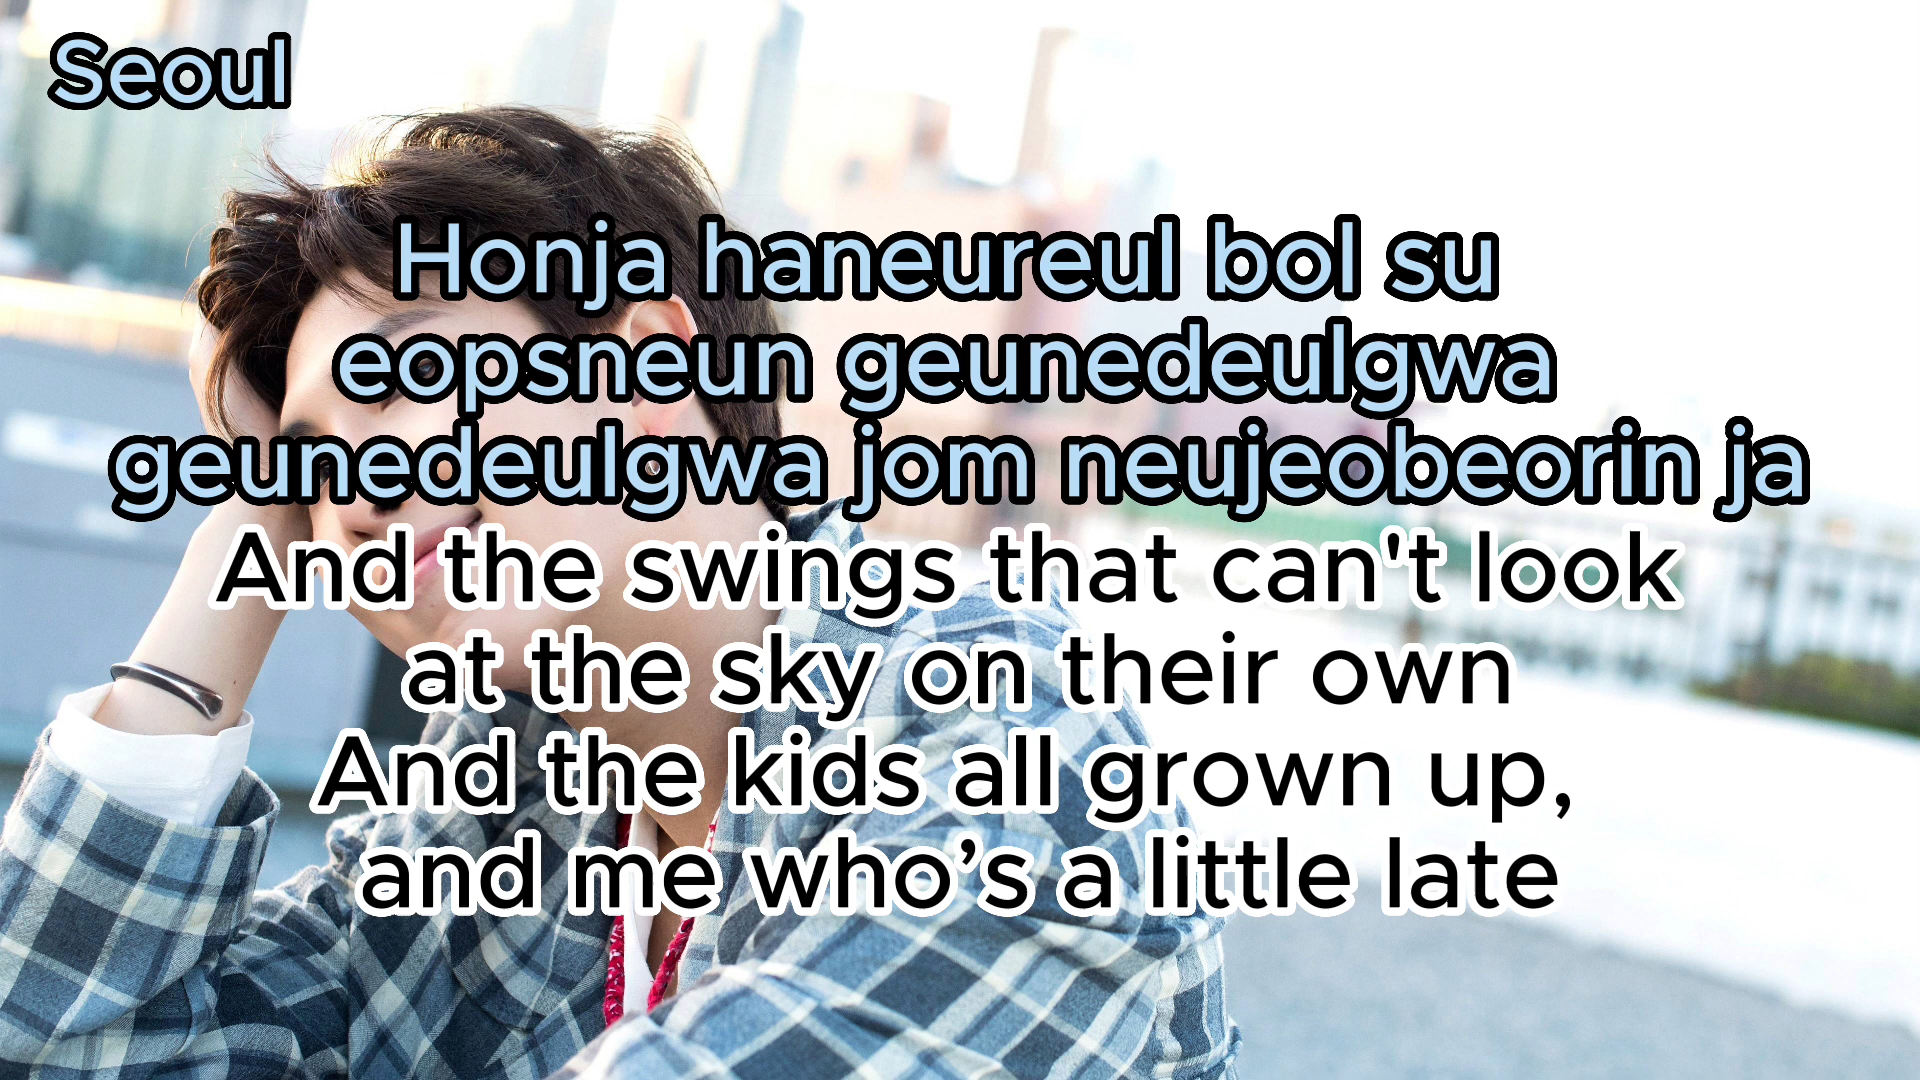 Seoul
Honja haneureul bol su
eopsneun geunedeulgwa
geunedeulgwa jom neujeobeorin ja
And the swings that can't look
at the sky on their own
And the kids all grown up,
and me who’s a little late